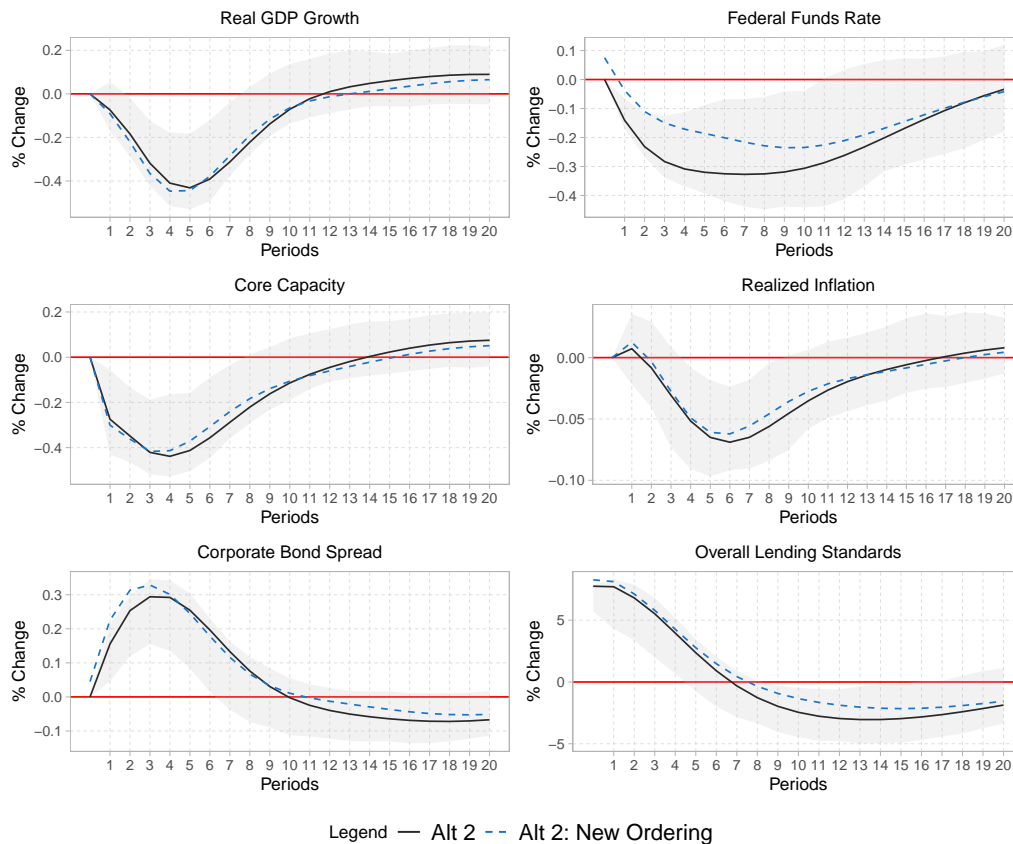 Real GDP Growth
0.2
0.0
−0.4
% Change
1 2 3 4 5 6 7 8 9 10 11 12 13 14 15 16 17 18 19 20
Periods
Federal Funds Rate
0.1
0.0
−0.1
−0.2
−0.3
−0.4
% Change
1 2 3 4 5 6 7 8 9 10 11 12 13 14 15 16 17 18 19 20
Periods
Core Capacity
0.2
0.0
−0.4
% Change
1 2 3 4 5 6 7 8 9 10 11 12 13 14 15 16 17 18 19 20
Periods
Realized Inflation
0.00
−0.05
−0.10
% Change
1 2 3 4 5 6 7 8 9 10 11 12 13 14 15 16 17 18 19 20
Periods
Corporate Bond Spread
0.3
0.2
0.1
0.0
−0.1
% Change
1 2 3 4 5 6 7 8 9 10 11 12 13 14 15 16 17 18 19 20
Periods
Overall Lending Standards
5
0
−5
% Change
1 2 3 4 5 6 7 8 9 10 11 12 13 14 15 16 17 18 19 20
Periods
Legend Alt 2 Alt 2: New Ordering